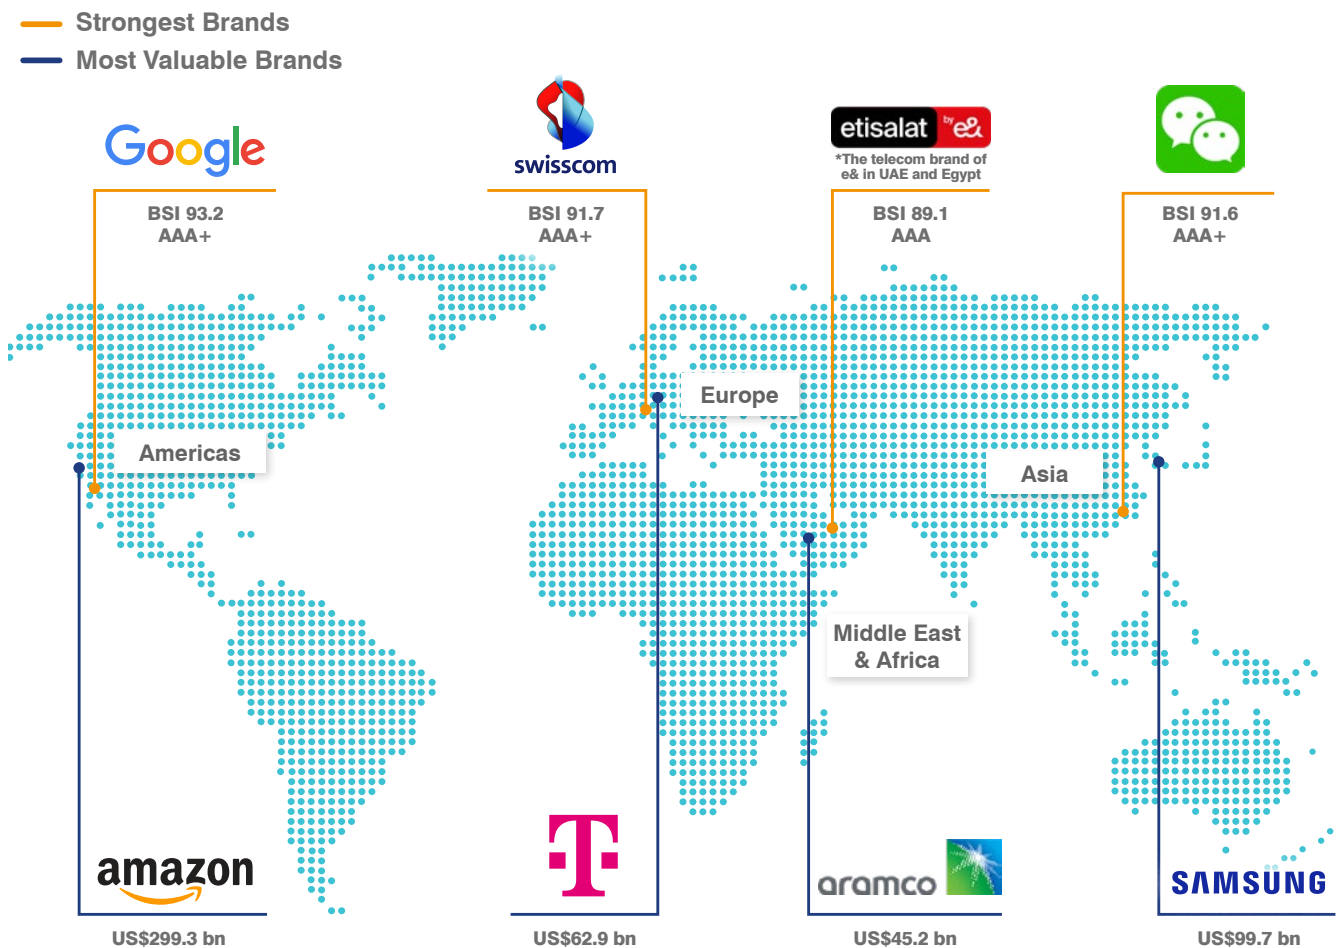 Strongest Brands
Most Valuable Brands
Google
BSI 93.2
AAA+
swisscom
BSI 91.7
AAA+
etisalat by e&
*The telecom brand of
e& in UAE and Egypt
BSI 89.1
AAA
BSI 91.6
AAA+
Europe
Americas
Asia
Middle East
& Africa
amazon
US$299.3 bn
T
US$62.9 bn
aramco
US$45.2 bn
SAMSUNG
US$99.7 bn